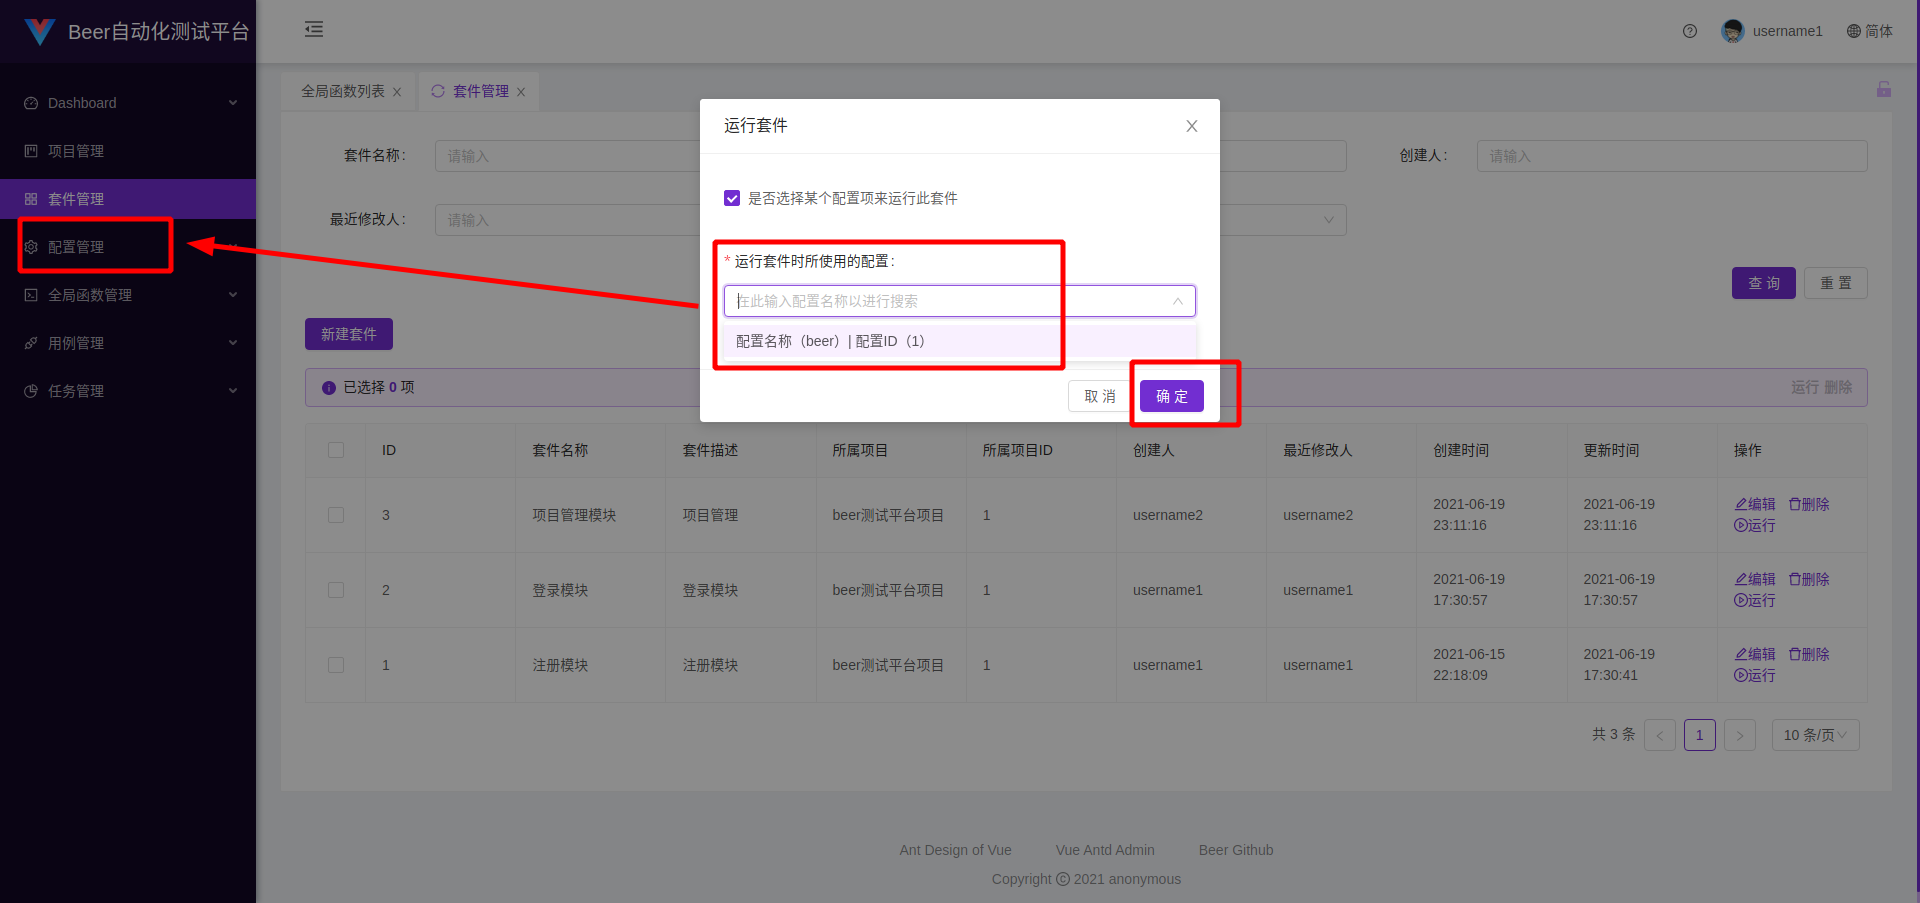 Beer自动化测试平台
username1
简体
Dashboard
项目管理
套件管理
配置管理
全局函数管理
用例管理
任务管理
全局函数列表
套件管理
套件名称:
请输入
创建人:
请输入
最近修改人:
请输入
查 询
重 置
新建套件
已选择 0 项
运行 删除
运行套件
是否选择某个配置项来运行此套件
* 运行套件时所使用的配置:
在此输入配置名称以进行搜索
配置名称（beer）| 配置ID（1）
取 消
确 定
ID 套件名称 套件描述 所属项目 所属项目ID 创建人 最近修改人 创建时间 更新时间 操作
3 项目管理模块 项目管理 beer测试平台项目 1 username2 username2 2021-06-19 23:11:16 2021-06-19 23:11:16 编辑 删除 运行
2 登录模块 登录模块 beer测试平台项目 1 username1 username1 2021-06-19 17:30:57 2021-06-19 17:30:57 编辑 删除 运行
1 注册模块 注册模块 beer测试平台项目 1 username1 username1 2021-06-15 22:18:09 2021-06-19 17:30:41 编辑 删除 运行
共 3 条
1
10 条/页
Ant Design of Vue Vue Antd Admin Beer Github
Copyright © 2021 anonymous